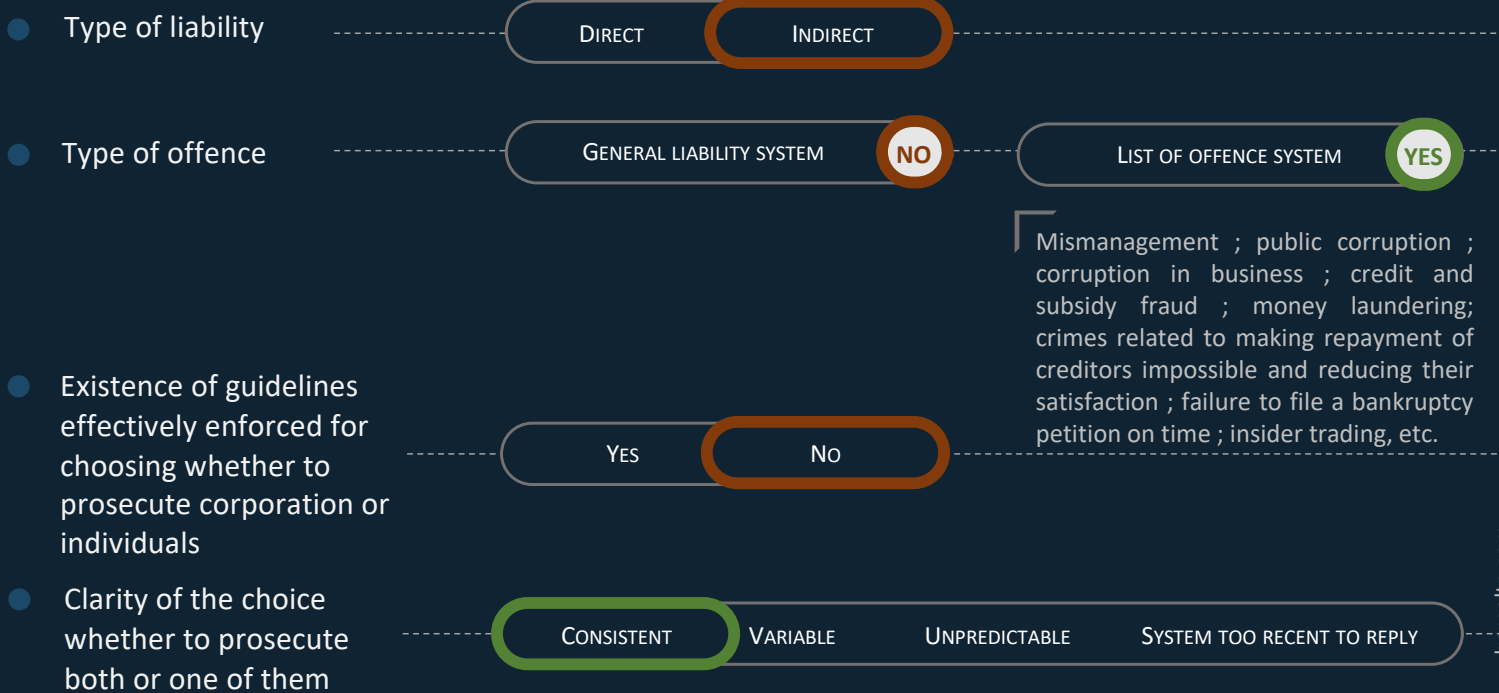 Type of liability
DIRECT
INDIRECT
Type of offence
GENERAL LIABILITY SYSTEM
NO
LIST OF OFFENCE SYSTEM
YES
Mismanagement ; public corruption ;
corruption in business ; credit and
subsidy fraud ; money laundering;
crimes related to making repayment of
creditors impossible and reducing their
satisfaction ; failure to file a bankruptcy
petition on time ; insider trading, etc.
Existence of guidelines
effectively enforced for
choosing whether to
prosecute corporation or
individuals
YES
NO
Clarity of the choice
whether to prosecute
both or one of them
CONSISTENT
VARIABLE
UNPREDICTABLE
SYSTEM TOO RECENT TO REPLY